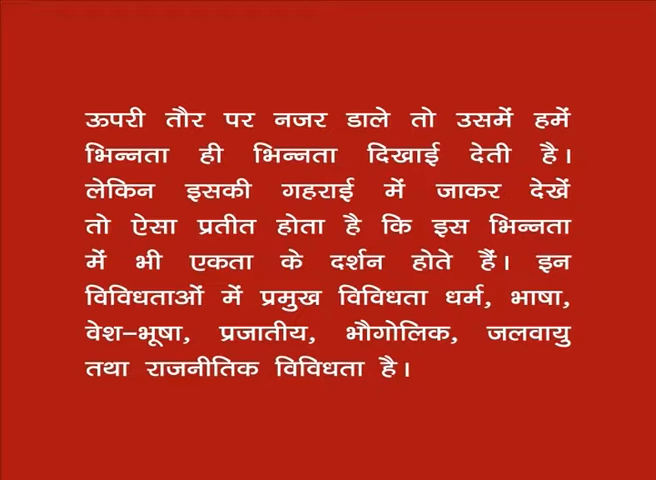 ऊपरी तौर पर नजर डाले तो उसमें हमें
भिन्नता ही भिन्नता दिखाई देती है।
लेकिन इसकी गहराई में जाकर देखें
तो ऐसा प्रतीत होता है कि इस भिन्नता
में भी एकता के दर्शन होते हैं। इन
विविधताओं में प्रमुख विविधता धर्म, भाषा,
वेश-भूषा, प्रजातीय, भौगोलिक, जलवायु
तथा राजनीतिक विविधता है।